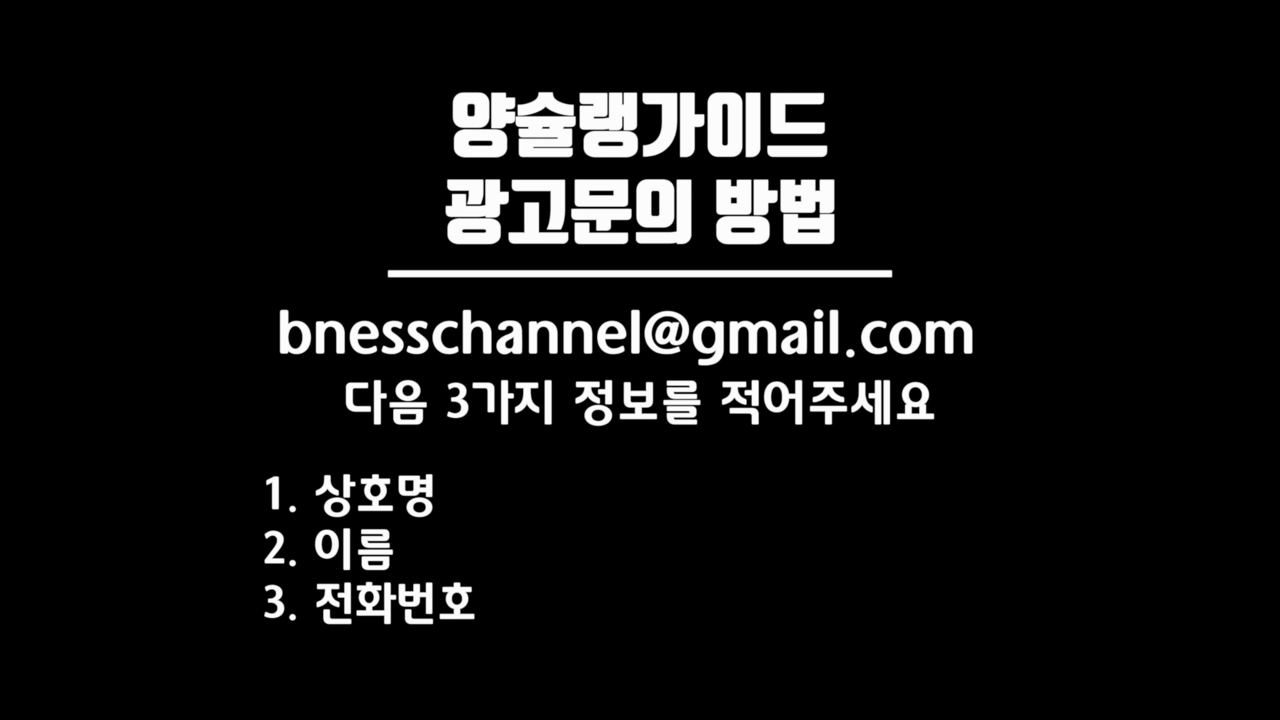 양슐랭가이드
광고문의 방법
bnesschannel@gmail.com
다음 3가지 정보를 적어주세요
1. 상호명
2. 이름
3. 전화번호